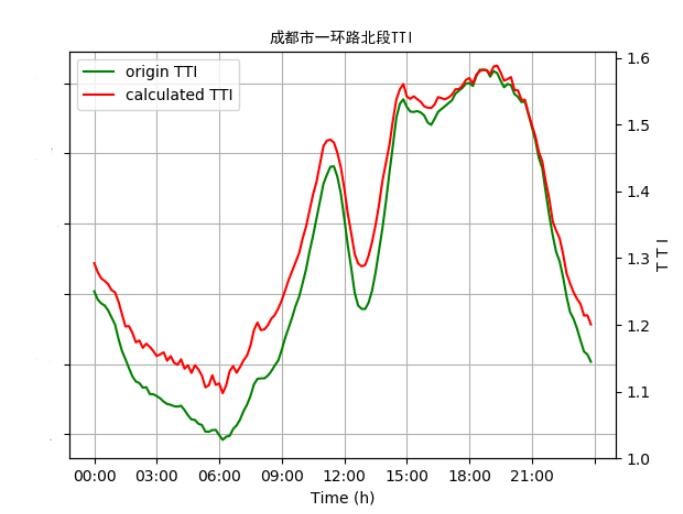 成都市一环路北段TTI
origin TTI
calculated TTI
1.6
1.5
1.4
1.3
1.2
1.1
1.0
TTI
00:00 03:00 06:00 09:00 12:00 15:00 18:00 21:00
Time (h)